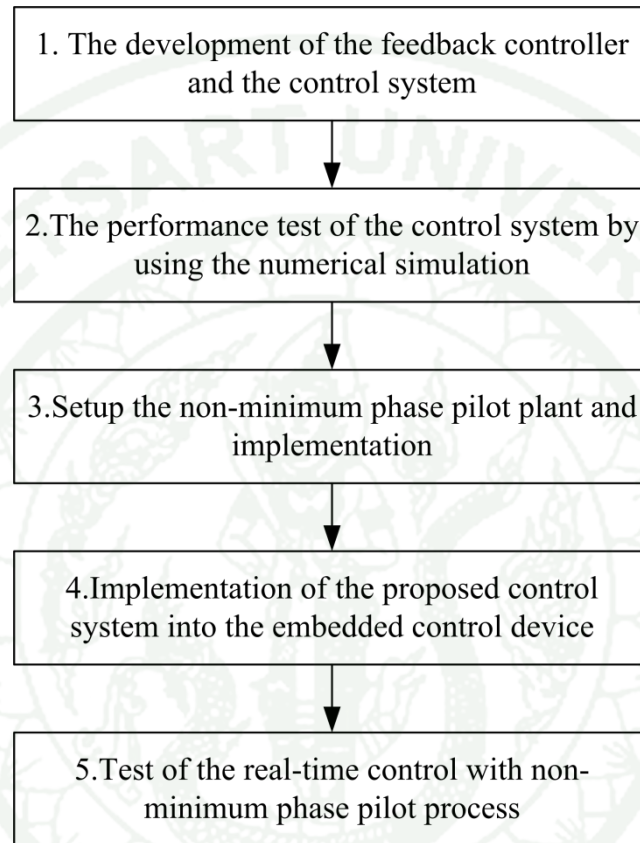 1. The development of the feedback controller
and the control system
2.The performance test of the control system by
using the numerical simulation
3.Setup the non-minimum phase pilot plant and
implementation
4.Implementation of the proposed control
system into the embedded control device
5.Test of the real-time control with non-
minimum phase pilot process